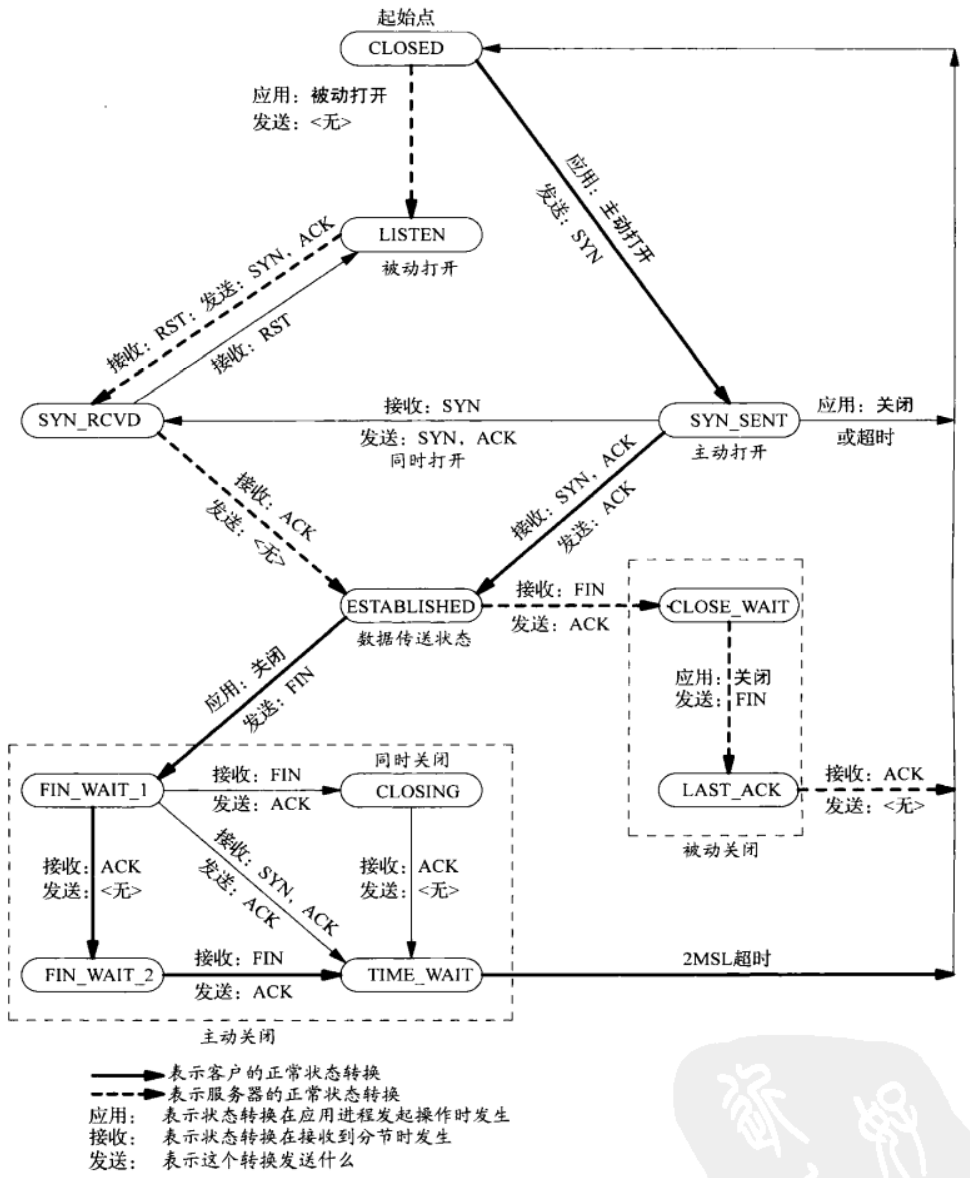 起始点
CLOSED
应用：被动打开
发送：<无>
应用：主动打开
发送：SYN
LISTEN
被动打开
接收：RST；发送：SYN，ACK
接收：RST
SYN_RCVD
接收：SYN
发送：SYN，ACK
同时打开
SYN_SENT
主动打开
应用：关闭
或超时
接收：ACK
发送：<无>
接收：SYN，ACK
发送：ACK
ESTABLISHED
数据传送状态
接收：FIN
发送：ACK
CLOSE_WAIT
应用：关闭
发送：FIN
应用：关闭
发送：FIN
LAST_ACK
接收：ACK
发送：<无>
被动关闭
同时关闭
FIN_WAIT_1
接收：FIN
发送：ACK
CLOSING
接收：ACK
发送：<无>
接收：SYN，ACK
发送：ACK
接收：ACK
发送：<无>
FIN_WAIT_2
接收：FIN
发送：ACK
TIME_WAIT
2MSL超时
主动关闭
表示客户的正常状态转换
表示服务器的正常状态转换
应用： 表示状态转换在应用进程发起操作时发生
接收： 表示状态转换在接收到分节时发生
发送： 表示这个转换发送什么